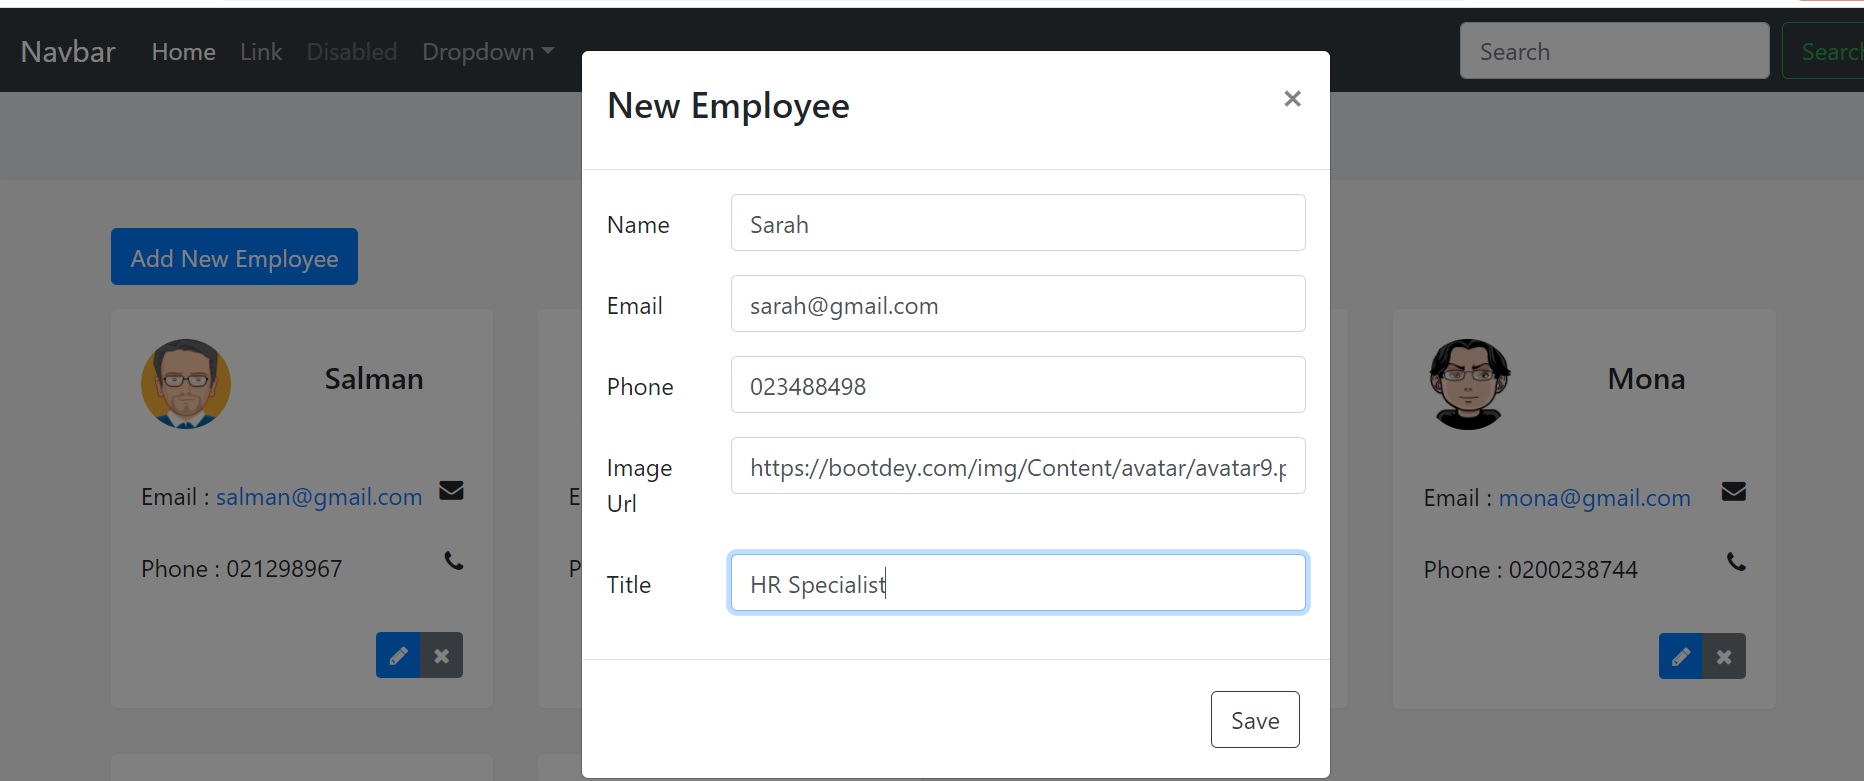 Navbar Home Link Disabled Dropdown Search Search
New Employee ×
Name Sarah
Add New Employee
Email sarah@gmail.com
Phone 023488498
Salman
Mona
Image Url https://bootdey.com/img/Content/avatar/avatar9.p
Email : salman@gmail.com
Email : mona@gmail.com
Phone : 021298967
Phone : 0200238744
Title HR Specialist
Save